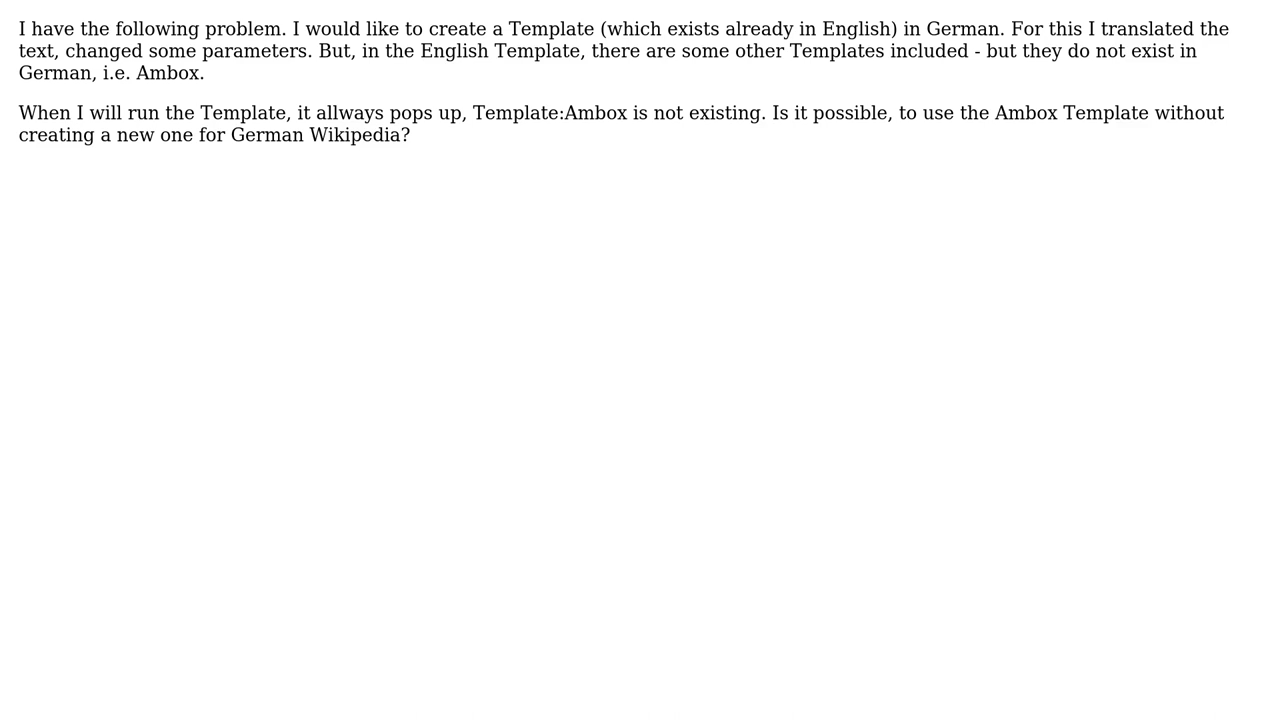 I have the following problem. I would like to create a Template (which exists already in English) in German. For this I translated the
text, changed some parameters. But, in the English Template, there are some other Templates included - but they do not exist in
German, i.e. Ambox.
When I will run the Template, it allways pops up, Template:Ambox is not existing. Is it possible, to use the Ambox Template without
creating a new one for German Wikipedia?